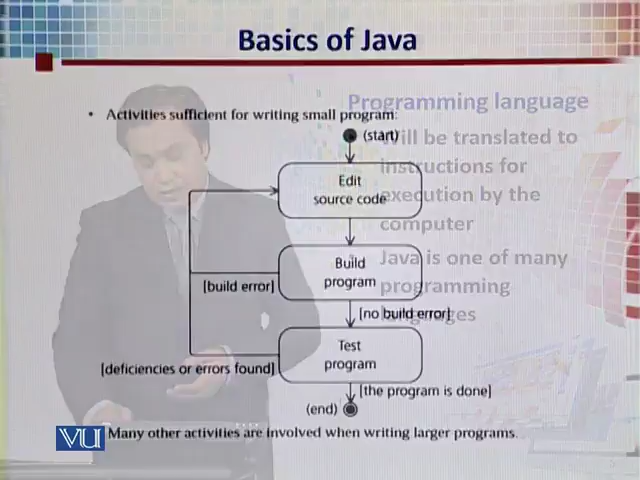 Basics of Java
• Activities sufficient for writing small program:
Programming language
(start)
Will be translated to
instructions for
execution by the
computer
Edit
source code
Java is one of many
programming
languages
Build
program
[build error]
[no build error]
Test
program
[deficiencies or errors found]
[the program is done]
(end)
VU
Many other activities are involved when writing larger programs.